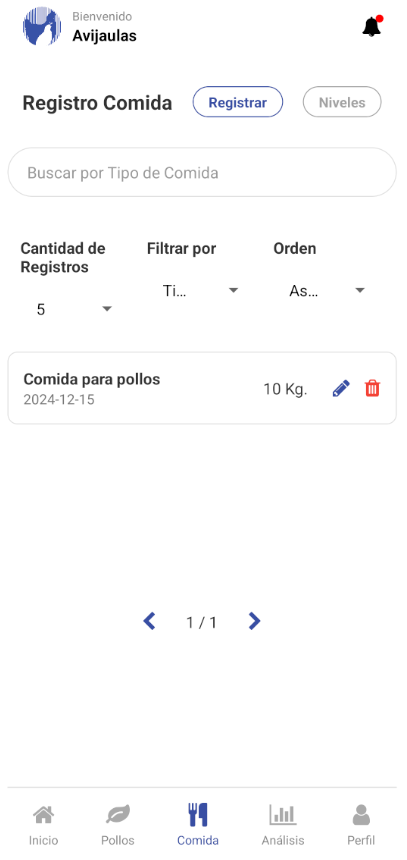 Bienvenido
Avijaulas
Registro Comida
Registrar
Niveles
Buscar por Tipo de Comida
Cantidad de
Registros
Filtrar por
Orden
5
Ti...
As...
Comida para pollos
2024-12-15
10 Kg.
1 / 1
Inicio
Pollos
Comida
Análisis
Perfil